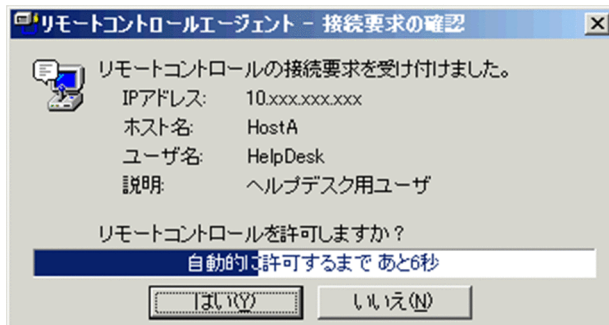 リモートコントロールエージェント - 接続要求の確認
リモートコントロールの接続要求を受け付けました。
IPアドレス: 10.xxx.xxx.xxx
ホスト名: HostA
ユーザ名: HelpDesk
説明: ヘルプデスク用ユーザ
リモートコントロールを許可しますか？
自動的に許可するまで あと6秒
はい(Y) いいえ(N)